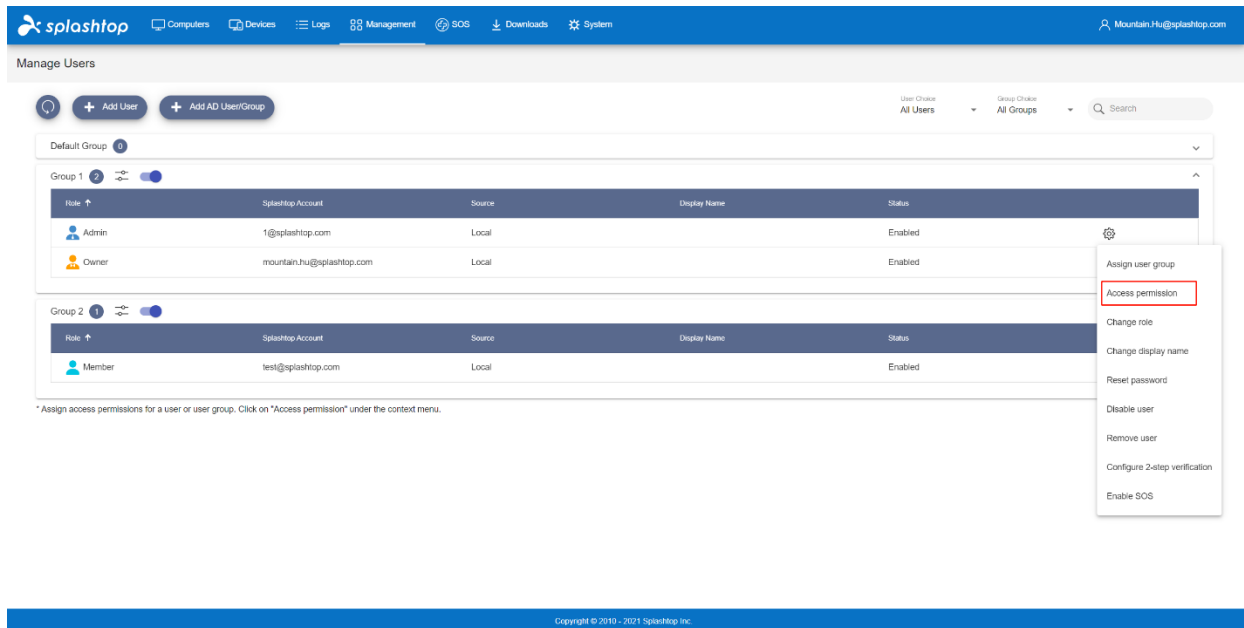 splashtop Computers Devices Logs Management SOS Downloads System Mountain.Hu@splashtop.com
Manage Users
Add User Add AD User/Group
User Choice
All Users
Group Choice
All Groups
Search
Default Group 0
Group 1 2
Role Splashtop Account Source Display Name Status
Admin 1@splashtop.com Local Enabled
Owner mountain.hu@splashtop.com Local Enabled
Assign user group
Access permission
Change role
Change display name
Reset password
Disable user
Remove user
Configure 2-step verification
Enable SOS
Group 2 1
Role Splashtop Account Source Display Name Status
Member test@splashtop.com Local Enabled
* Assign access permissions for a user or user group. Click on "Access permission" under the context menu.
Copyright © 2010 - 2021 Splashtop Inc.